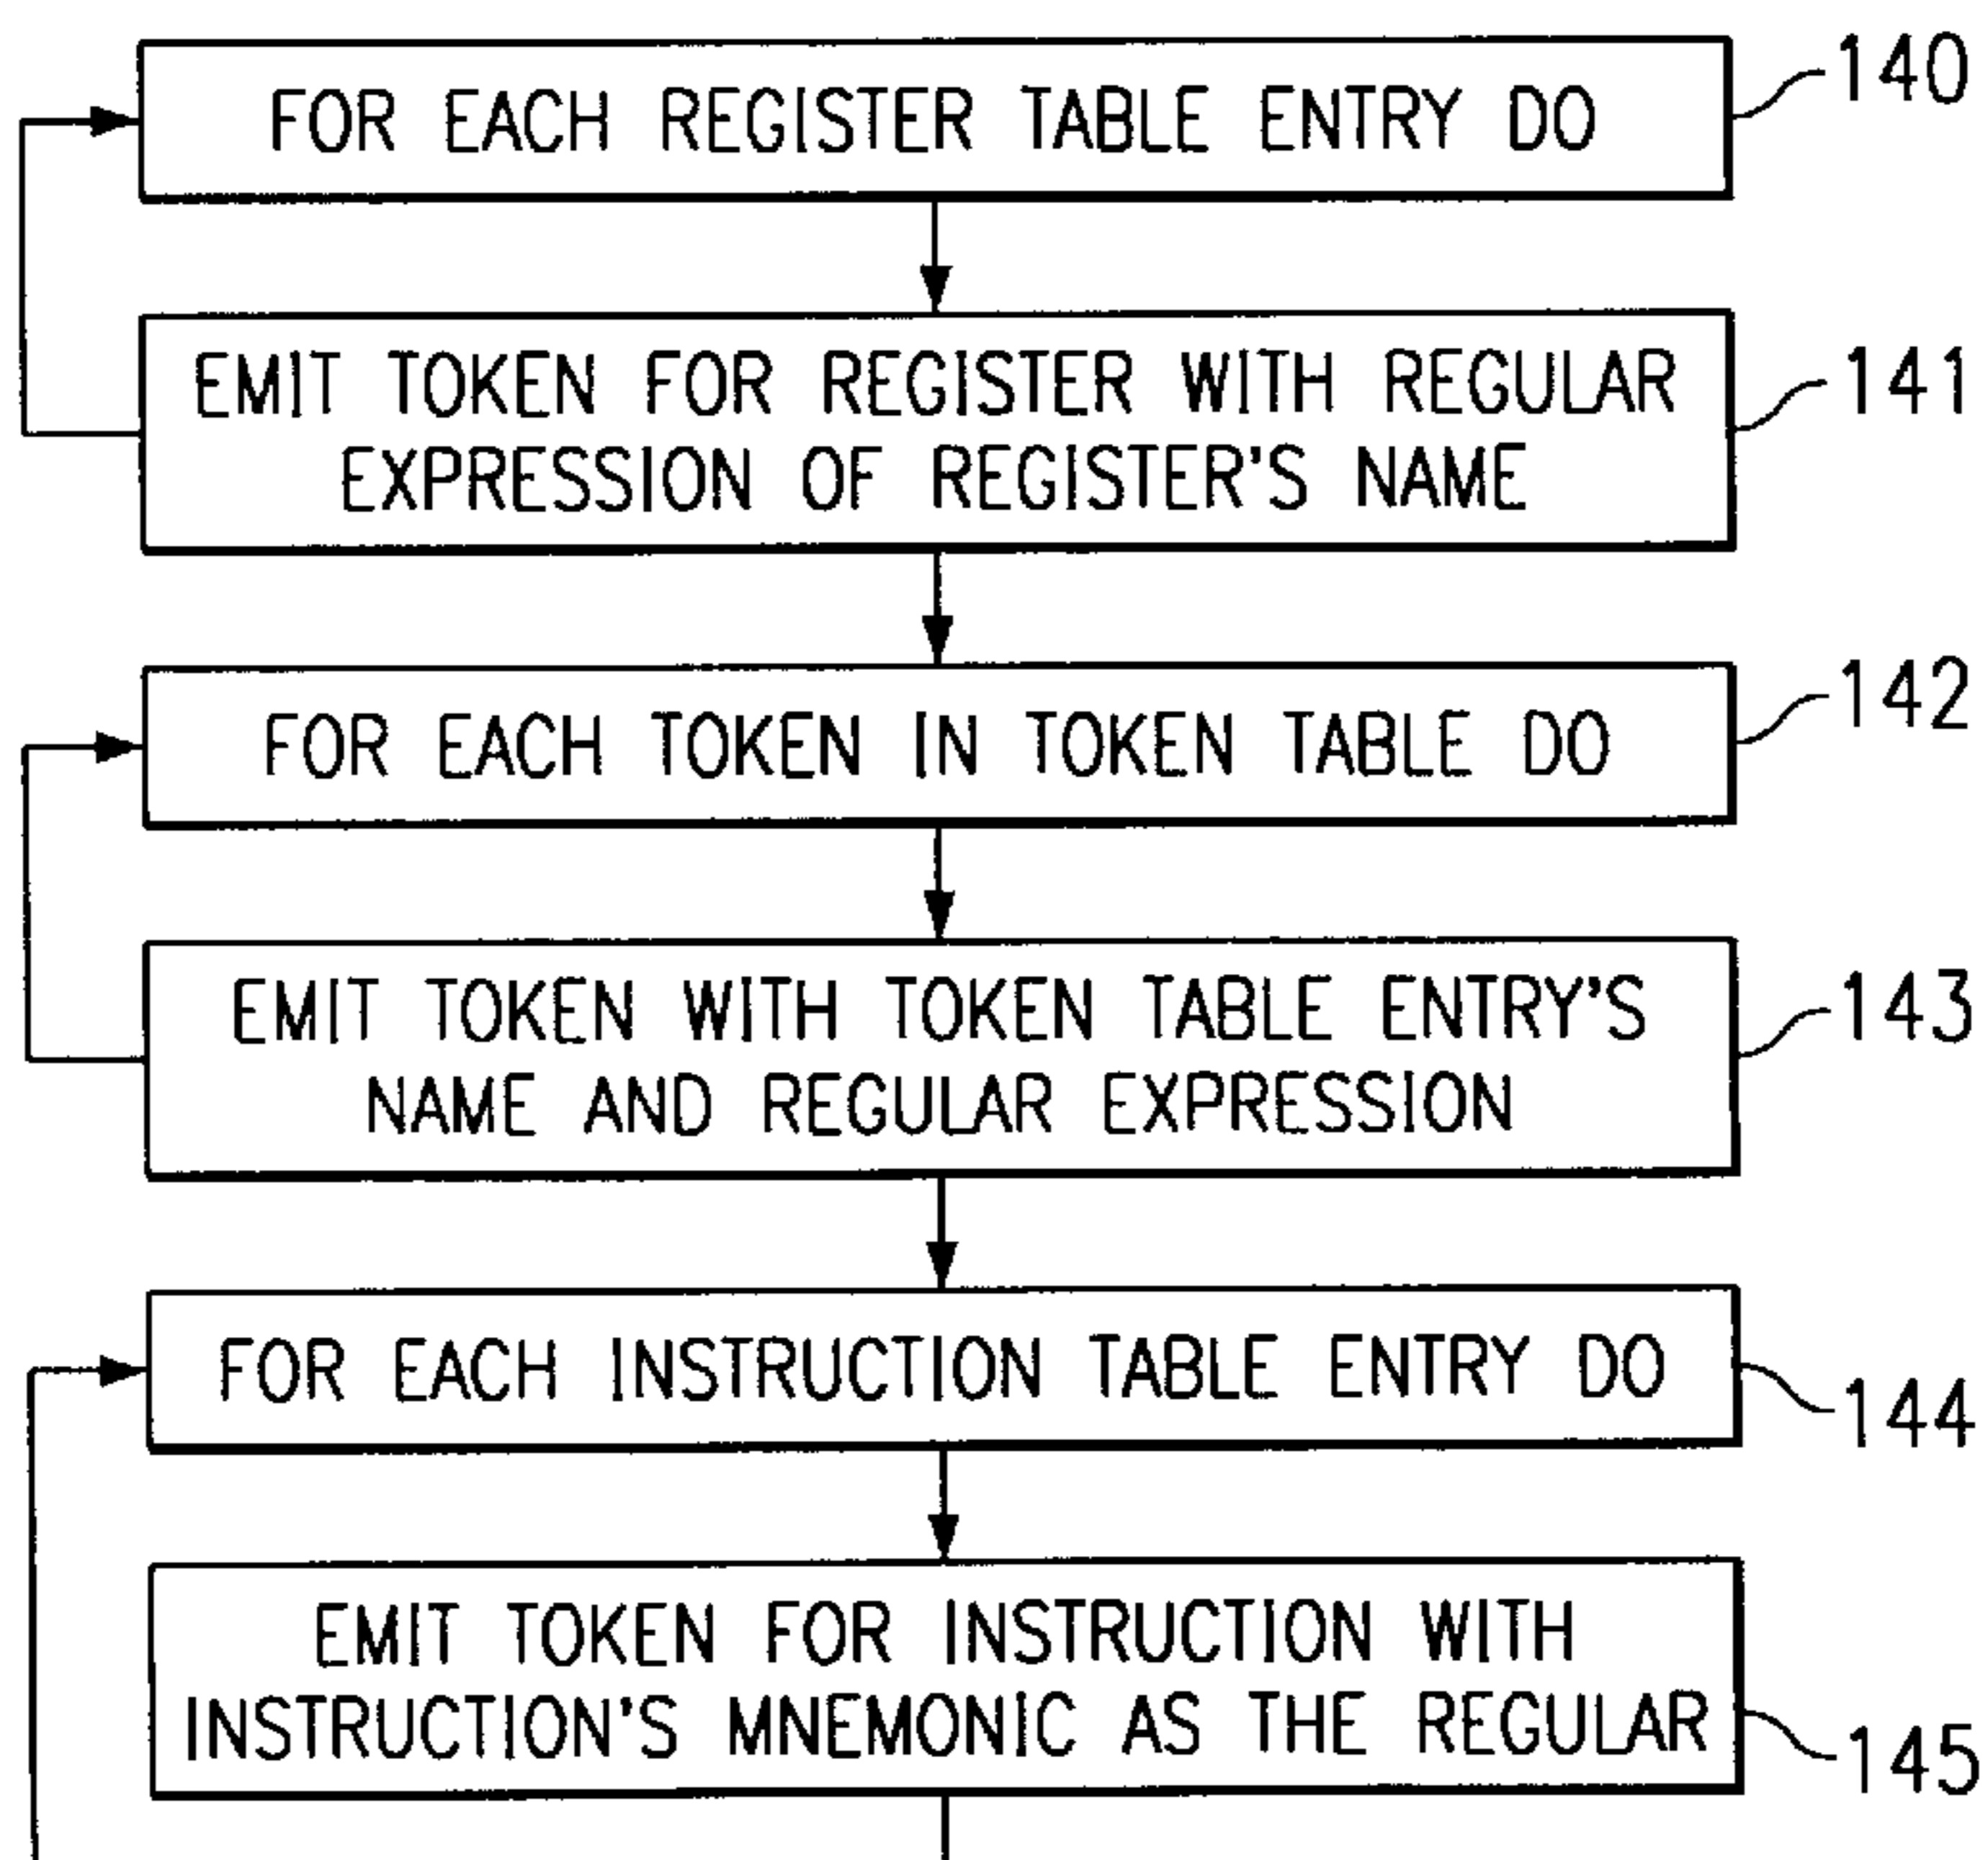 FOR EACH REGISTER TABLE ENTRY DO
140
EMIT TOKEN FOR REGISTER WITH REGULAR
EXPRESSION OF REGISTER'S NAME
141
FOR EACH TOKEN IN TOKEN TABLE DO
142
EMIT TOKEN WITH TOKEN TABLE ENTRY'S
NAME AND REGULAR EXPRESSION
143
FOR EACH INSTRUCTION TABLE ENTRY DO
144
EMIT TOKEN FOR INSTRUCTION WITH
INSTRUCTION'S MNEMONIC AS THE REGULAR
145